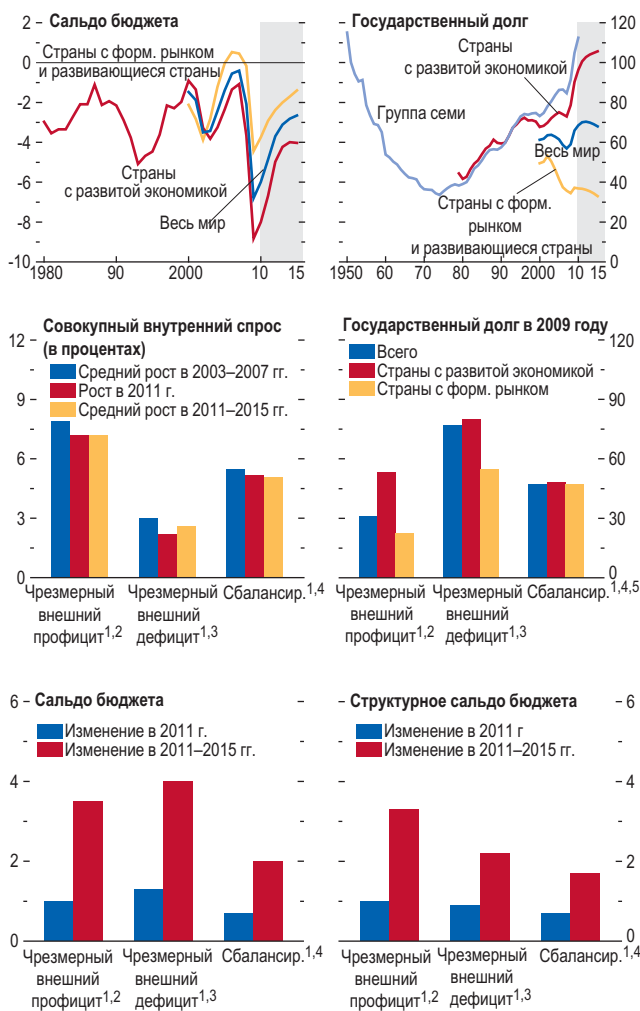 Сальдо бюджета
2
0
-2
-4
-6
-8
-10
Страны с форм. рынком
и развивающиеся страны
Страны
с развитой экономикой
Весь мир
1980
90
2000
10
15
Государственный долг
120
100
80
60
40
20
0
Страны
с развитой экономикой
Группа семи
Весь мир
Страны с форм.
рынком
и развивающиеся страны
1950
60
70
80
90
2000
10
15
Совокупный внутренний спрос
(в процентах)
12
9
6
3
0
Средний рост в 2003–2007 гг.
Рост в 2011 г.
Средний рост в 2011–2015 гг.
Чрезмерный
внешний
профицит1,2
Чрезмерный
внешний
дефицит1,3
Сбалансир.1,4
Государственный долг в 2009 году
120
90
60
30
0
Всего
Страны с развитой экономикой
Страны с форм. рынком
Чрезмерный
внешний
профицит1,2
Чрезмерный
внешний
дефицит1,3
Сбалансир.1,4,5
Сальдо бюджета
6
4
2
0
Изменение в 2011 г.
Изменение в 2011–2015 гг.
Чрезмерный
внешний
профицит1,2
Чрезмерный
внешний
дефицит1,3
Сбалансир.1,4
Структурное сальдо бюджета
6
4
2
0
Изменение в 2011 г
Изменение в 2011–2015 гг.
Чрезмерный
внешний
профицит1,2
Чрезмерный
внешний
дефицит1,3
Сбалансир.1,4